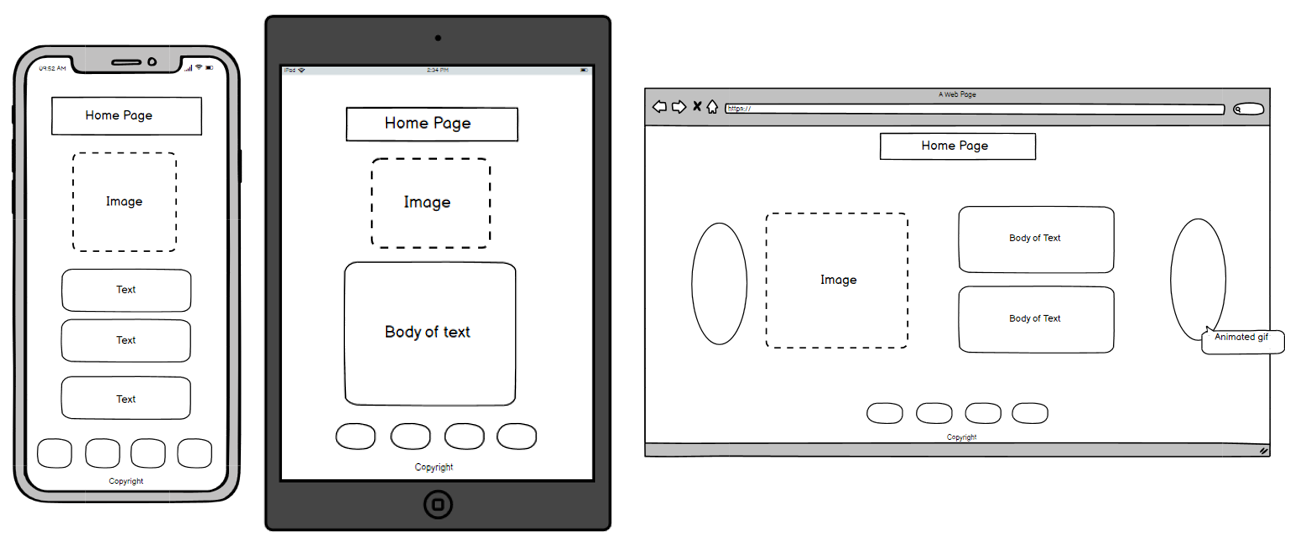 09:52 AM
Home Page
Image
Text
Text
Text
Copyright
iPad
2:34 PM
Home Page
Image
Body of text
Copyright
A Web Page
https://
Home Page
Image
Body of Text
Body of Text
Animated gif
Copyright